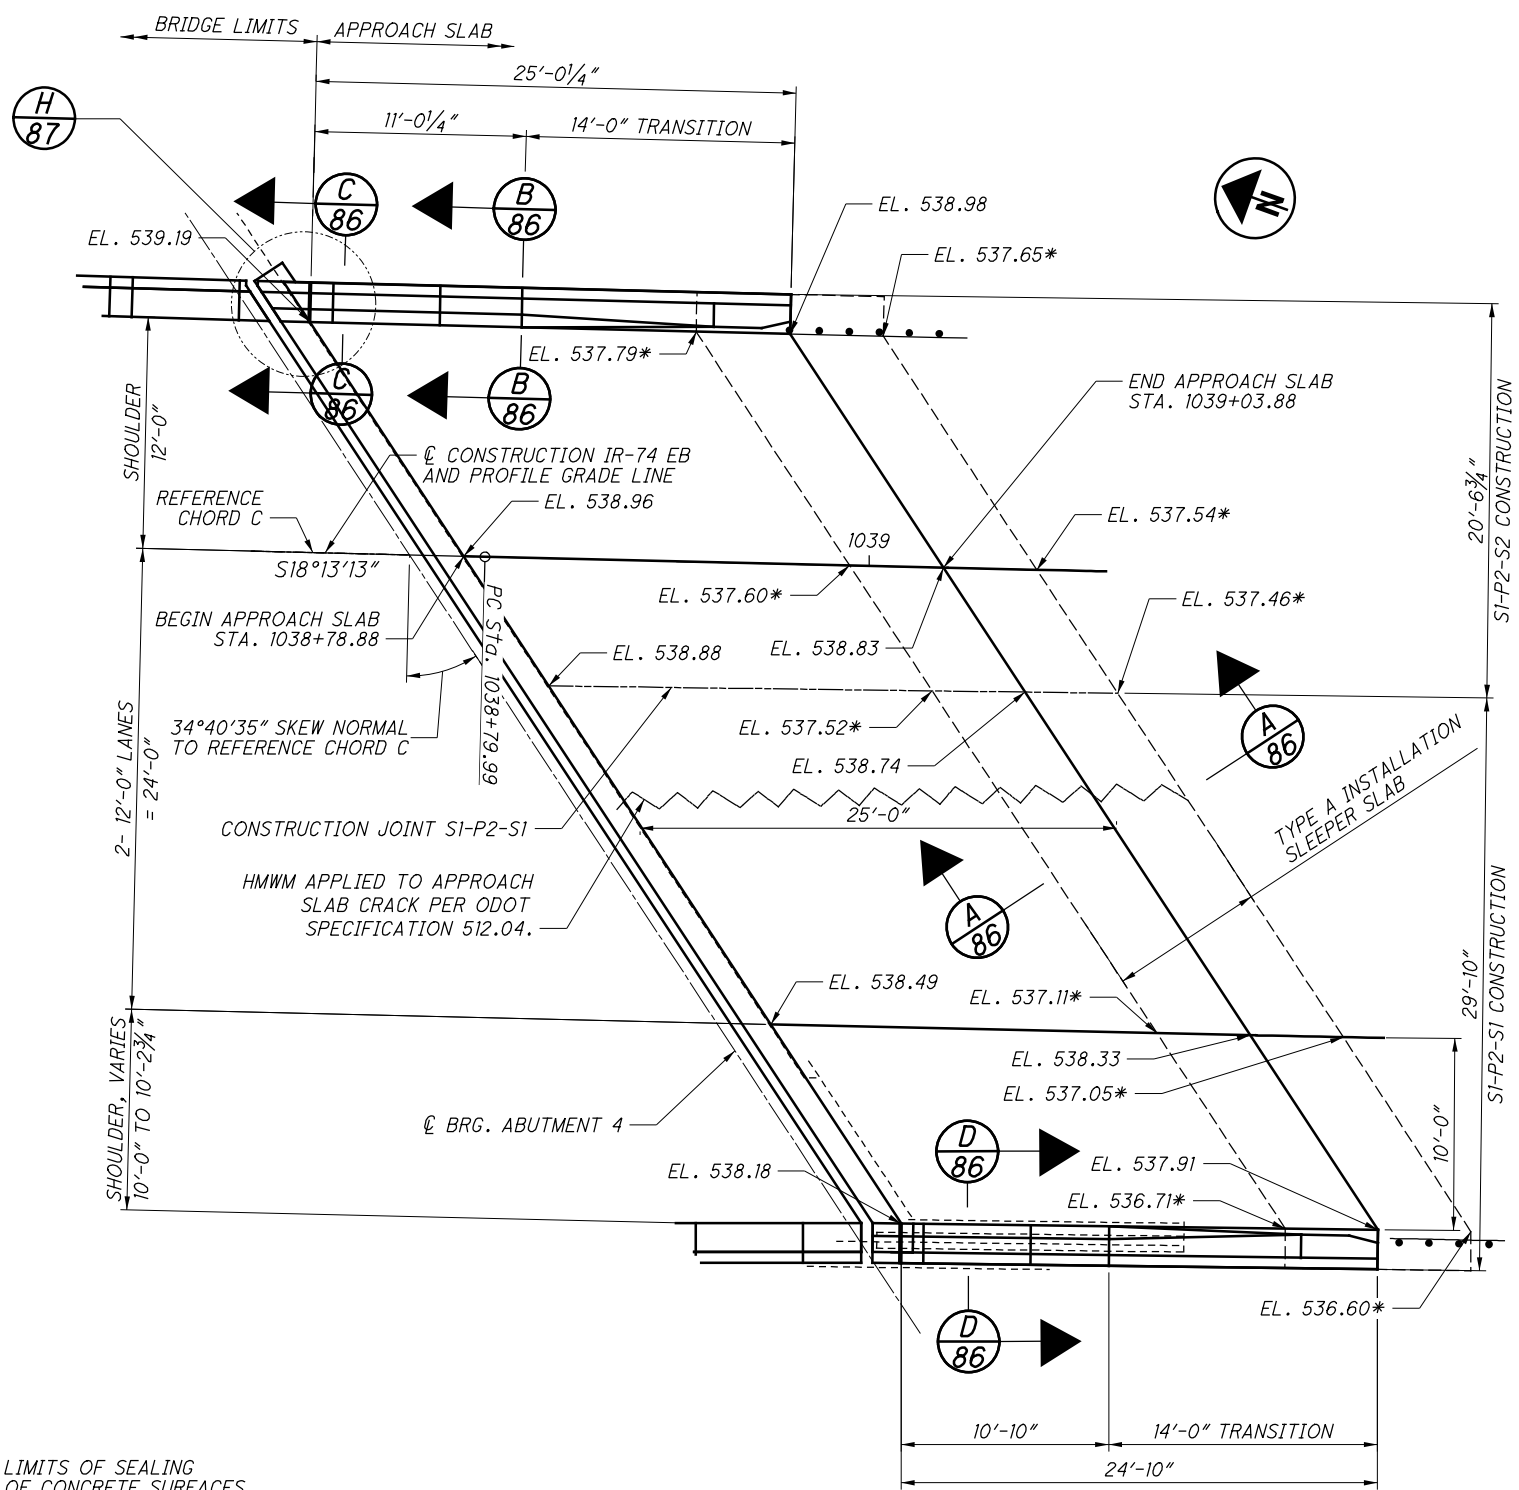 BRIDGE LIMITS
APPROACH SLAB
25'-0¼"
11'-0¼"
14'-0" TRANSITION
H
87
C
86
B
86
N
EL. 538.98
EL. 539.19
EL. 537.65*
EL. 537.79*
C
86
B
86
END APPROACH SLAB
STA. 1039+03.88
SHOULDER
12'-0"
℄ CONSTRUCTION IR-74 EB
AND PROFILE GRADE LINE
REFERENCE
CHORD C
EL. 538.96
EL. 537.54*
1039
S18°13'13"
EL. 537.60*
EL. 537.46*
20'-6¾"
S1-P2-S2 CONSTRUCTION
BEGIN APPROACH SLAB
STA. 1038+78.88
PC Sta. 1038+79.99
EL. 538.88
EL. 538.83
34°40'35" SKEW NORMAL
TO REFERENCE CHORD C
EL. 537.52*
EL. 538.74
A
86
2- 12'-0" LANES
= 24'-0"
CONSTRUCTION JOINT S1-P2-S1
25'-0"
TYPE A INSTALLATION
SLEEPER SLAB
HMWM APPLIED TO APPROACH
SLAB CRACK PER ODOT
SPECIFICATION 512.04.
A
86
EL. 538.49
EL. 537.11*
29'-10"
S1-P2-S1 CONSTRUCTION
SHOULDER, VARIES
10'-0" TO 10'-2¾"
EL. 538.33
EL. 537.05*
℄ BRG. ABUTMENT 4
D
86
10'-0"
EL. 538.18
EL. 537.91
EL. 536.71*
EL. 536.60*
D
86
10'-10"
14'-0" TRANSITION
24'-10"
LIMITS OF SEALING
OF CONCRETE SURFACES